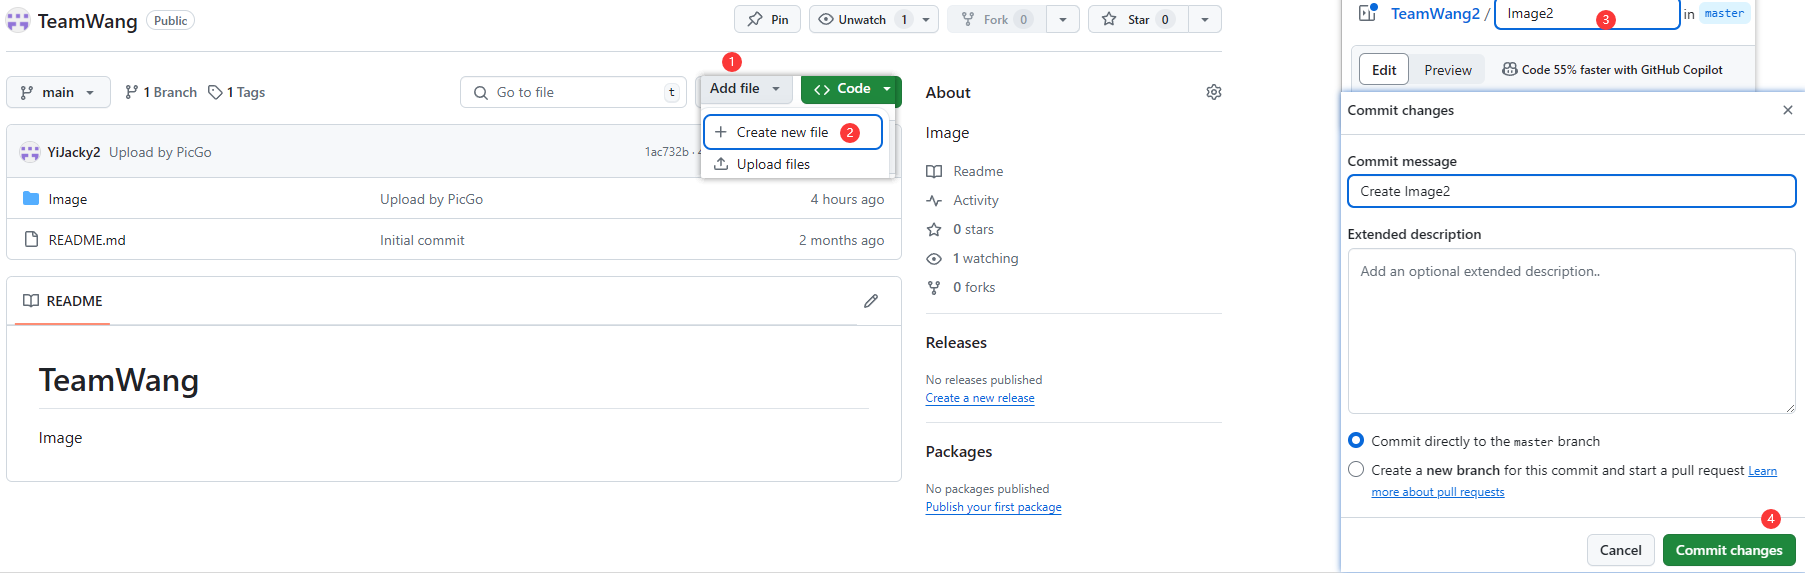 TeamWang Public
Pin
Unwatch 1
Fork 0
Star 0
1
main
1 Branch
1 Tags
Go to file
t
Add file
Code
Create new file 2
Upload files
YiJacky2 Upload by PicGo
1ac732b ·
Image Upload by PicGo 4 hours ago
README.md Initial commit 2 months ago
README
TeamWang
Image
About
Image
Readme
Activity
0 stars
1 watching
0 forks
Releases
No releases published
Create a new release
Packages
No packages published
Publish your first package
TeamWang2 / Image2 3 in master
Edit Preview Code 55% faster with GitHub Copilot
Commit changes
Commit message
Create Image2
Extended description
Add an optional extended description..
Commit directly to the master branch
Create a new branch for this commit and start a pull request Learn
more about pull requests
4
Cancel Commit changes